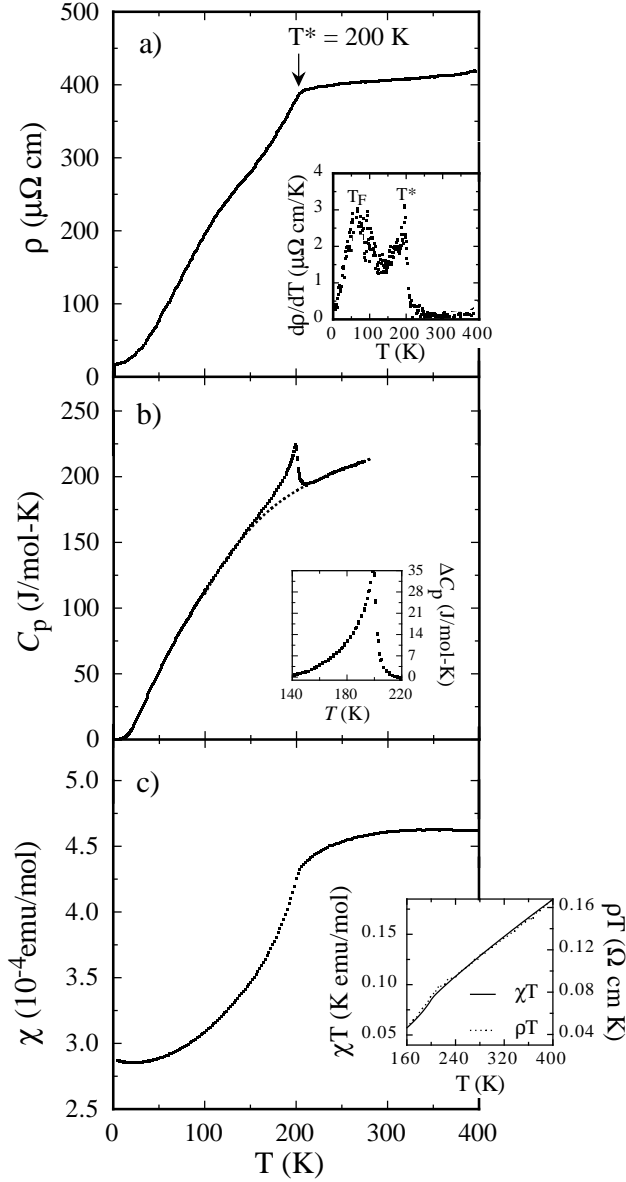 a)
T* = 200 K
ρ (μΩ cm)
500
400
300
200
100
0
dρ/dT (μΩ cm/K)
4
3
2
1
0
T_F
T*
0 100 200 300 400
T (K)
b)
C_p (J/mol-K)
250
200
150
100
50
0
ΔC_p (J/mol-K)
35
28
21
14
7
0
140 180 220
T (K)
c)
χ (10⁻⁴emu/mol)
5.0
4.5
4.0
3.5
3.0
2.5
χT (K emu/mol)
0.15
0.10
0.05
ρT (Ω cm K)
0.16
0.12
0.08
0.04
χT
ρT
160 240 320 400
T (K)
0 100 200 300 400
T (K)